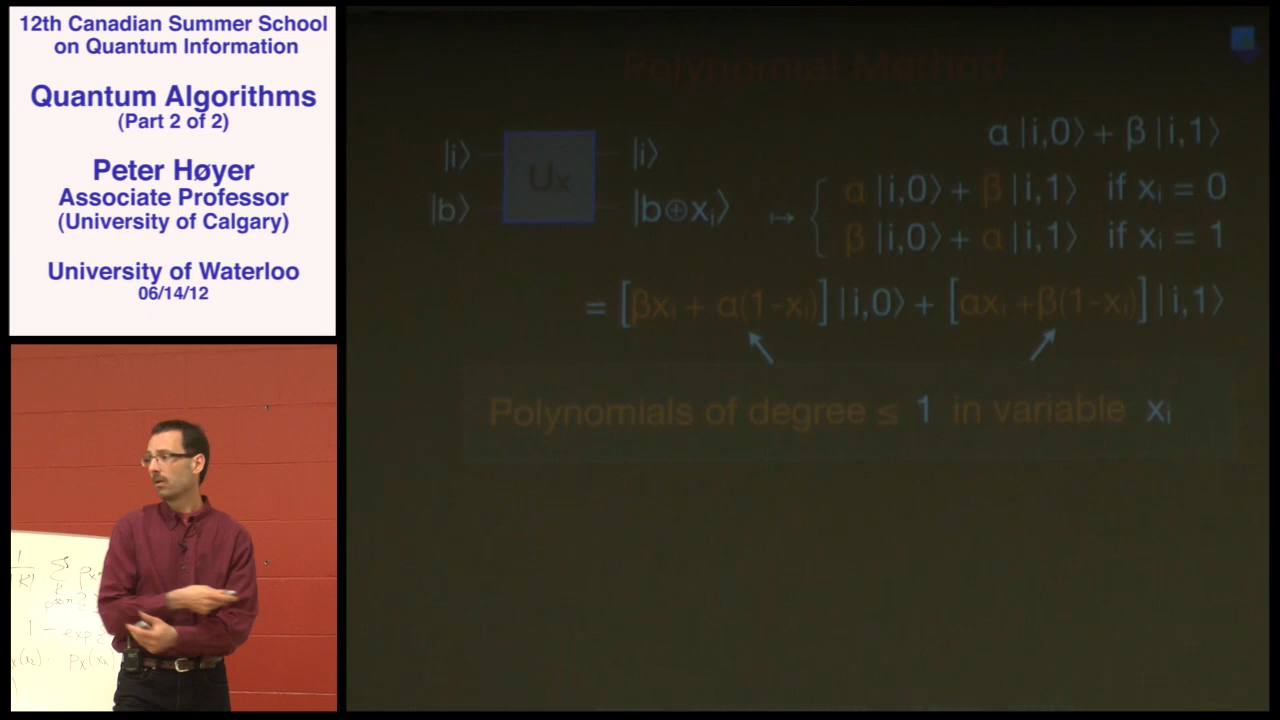 12th Canadian Summer School
on Quantum Information
Quantum Algorithms
(Part 2 of 2)
Peter Høyer
Associate Professor
(University of Calgary)
University of Waterloo
06/14/12
Polynomial Method
α |i,0⟩ + β |i,1⟩
|i⟩ Uₓ |i⟩
|b⟩ |b⊕xᵢ⟩
↦ { α |i,0⟩ + β |i,1⟩ if xᵢ = 0
β |i,0⟩ + α |i,1⟩ if xᵢ = 1
= [βxᵢ + α(1-xᵢ)] |i,0⟩ + [αxᵢ +β(1-xᵢ)] |i,1⟩
Polynomials of degree ≤ 1 in variable xᵢ
1 - exp